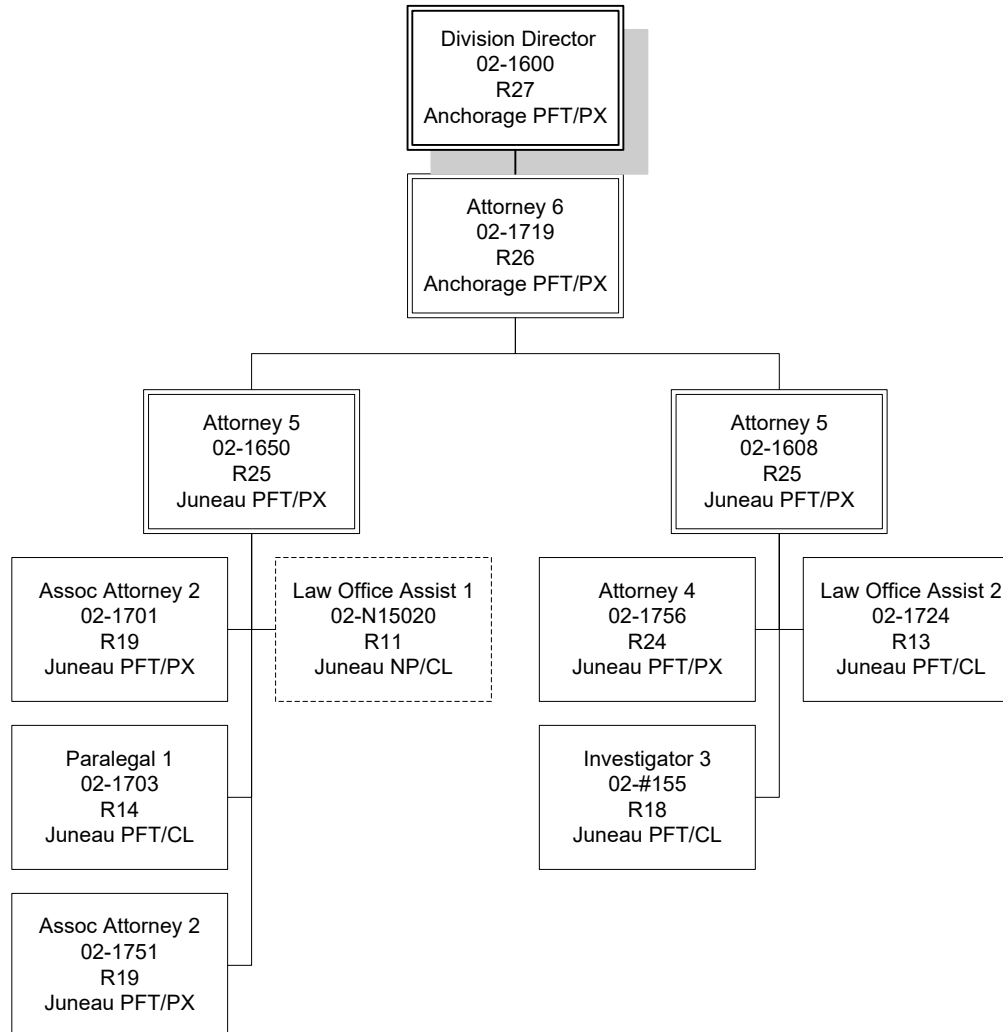 Division Director
02-1600
R27
Anchorage PFT/PX
Attorney 6
02-1719
R26
Anchorage PFT/PX
Attorney 5
02-1650
R25
Juneau PFT/PX
Attorney 5
02-1608
R25
Juneau PFT/PX
Assoc Attorney 2
02-1701
R19
Juneau PFT/PX
Law Office Assist 1
02-N15020
R11
Juneau NP/CL
Attorney 4
02-1756
R24
Juneau PFT/PX
Law Office Assist 2
02-1724
R13
Juneau PFT/CL
Paralegal 1
02-1703
R14
Juneau PFT/CL
Investigator 3
02-#155
R18
Juneau PFT/CL
Assoc Attorney 2
02-1751
R19
Juneau PFT/PX